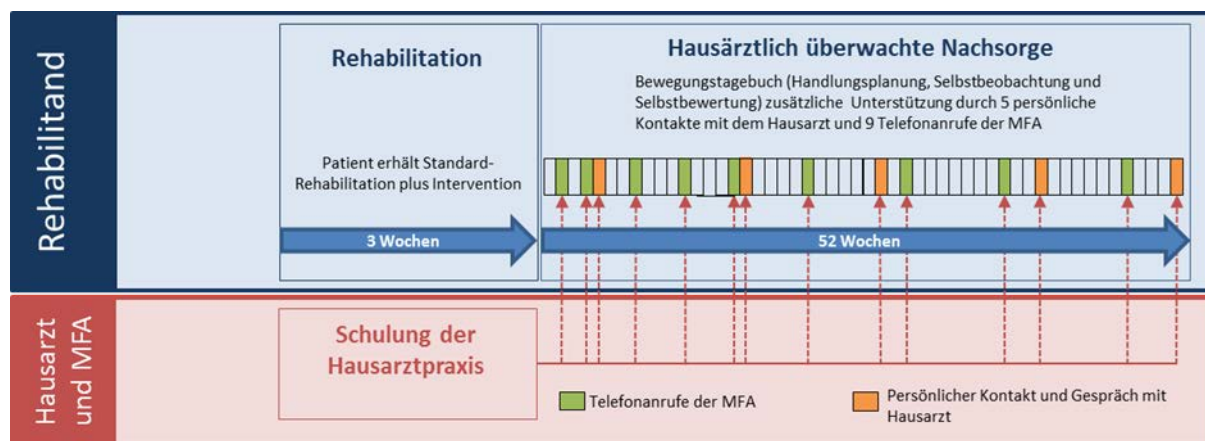 Rehabilitand
Rehabilitation
Patient erhält Standard-
Rehabilitation plus Intervention
3 Wochen
Hausärztlich überwachte Nachsorge
Bewegungstagebuch (Handlungsplanung, Selbstbeobachtung und
Selbstbewertung) zusätzliche Unterstützung durch 5 persönliche
Kontakte mit dem Hausarzt und 9 Telefonanrufe der MFA
52 Wochen
Hausarzt
und MFA
Schulung der
Hausarztpraxis
Telefonanrufe der MFA
Persönlicher Kontakt und Gespräch mit
Hausarzt